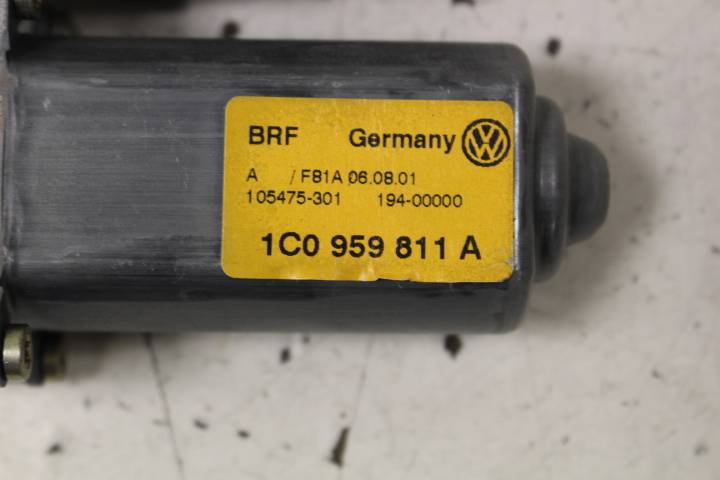 BRF Germany
A / F81A 06.08.01
105475-301 194-00000
1C0 959 811 A